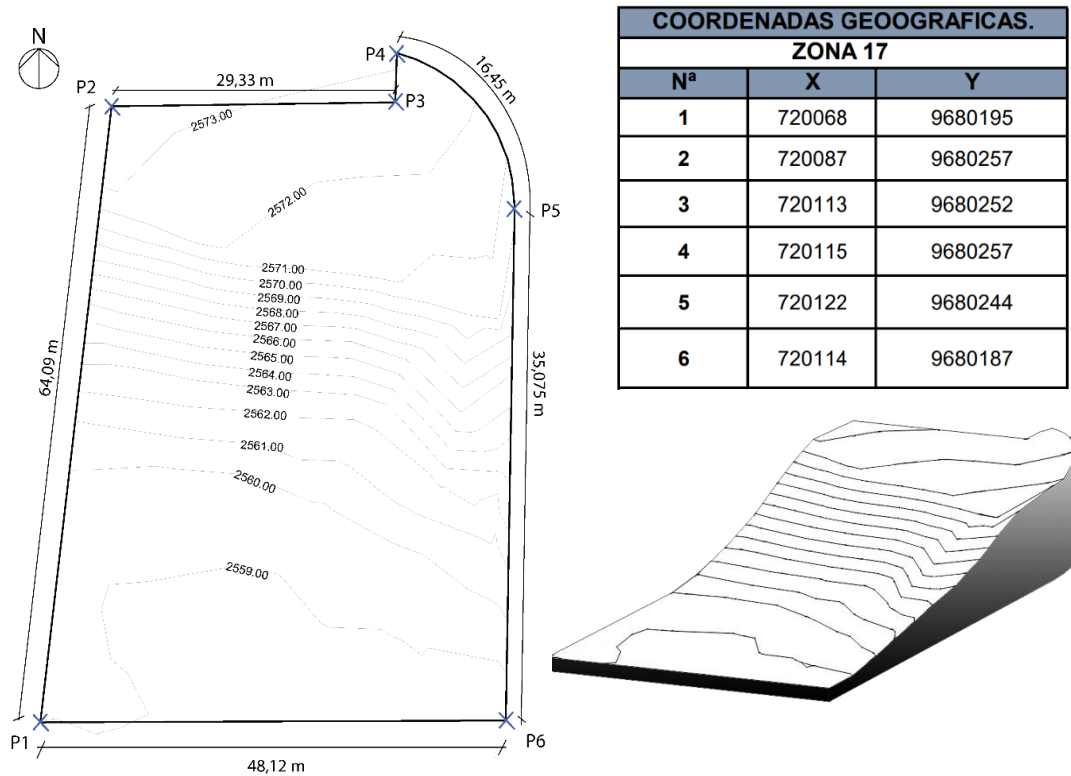 N
P4
16,45 m
29,33 m
P2
P3
2573.00
2572.00
P5
2571.00
2570.00
2569.00
2568.00
2567.00
2566.00
2565.00
2564.00
2563.00
2562.00
2561.00
2560.00
2559.00
64,09 m
35,075 m
P1
P6
48,12 m
COORDENADAS GEOOGRAFICAS.
ZONA 17
Nª X Y
1 720068 9680195
2 720087 9680257
3 720113 9680252
4 720115 9680257
5 720122 9680244
6 720114 9680187